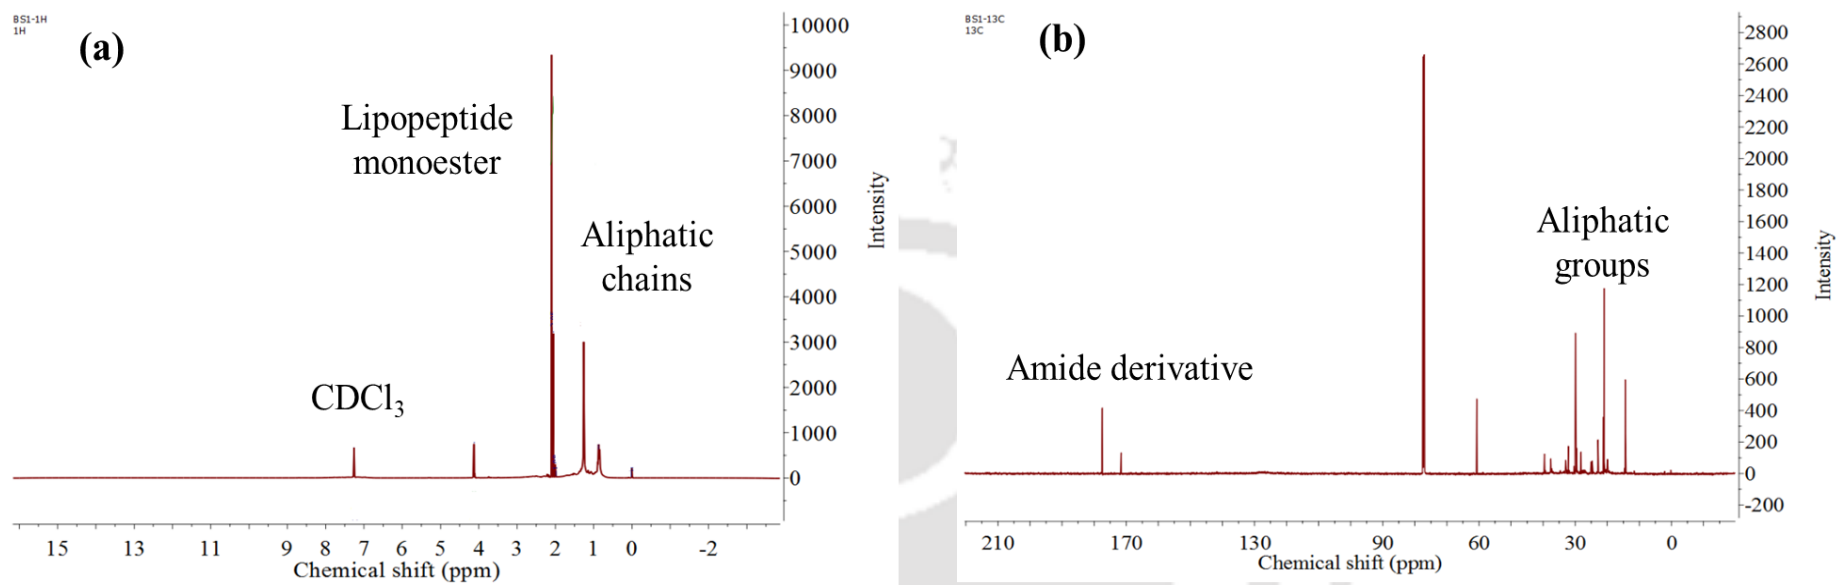 BS1-1H
1H
(a)
Lipopeptide
monoester
Aliphatic
chains
CDCl₃
10000
9000
8000
7000
6000
5000
4000
3000
2000
1000
0
Intensity
15 13 11 9 8 7 6 5 4 3 2 1 0 -2
Chemical shift (ppm)
BS1-13C
13C
(b)
Aliphatic
groups
Amide derivative
2800
2600
2400
2200
2000
1800
1600
1400
1200
1000
800
600
400
200
0
-200
Intensity
210 170 130 90 60 30 0
Chemical shift (ppm)